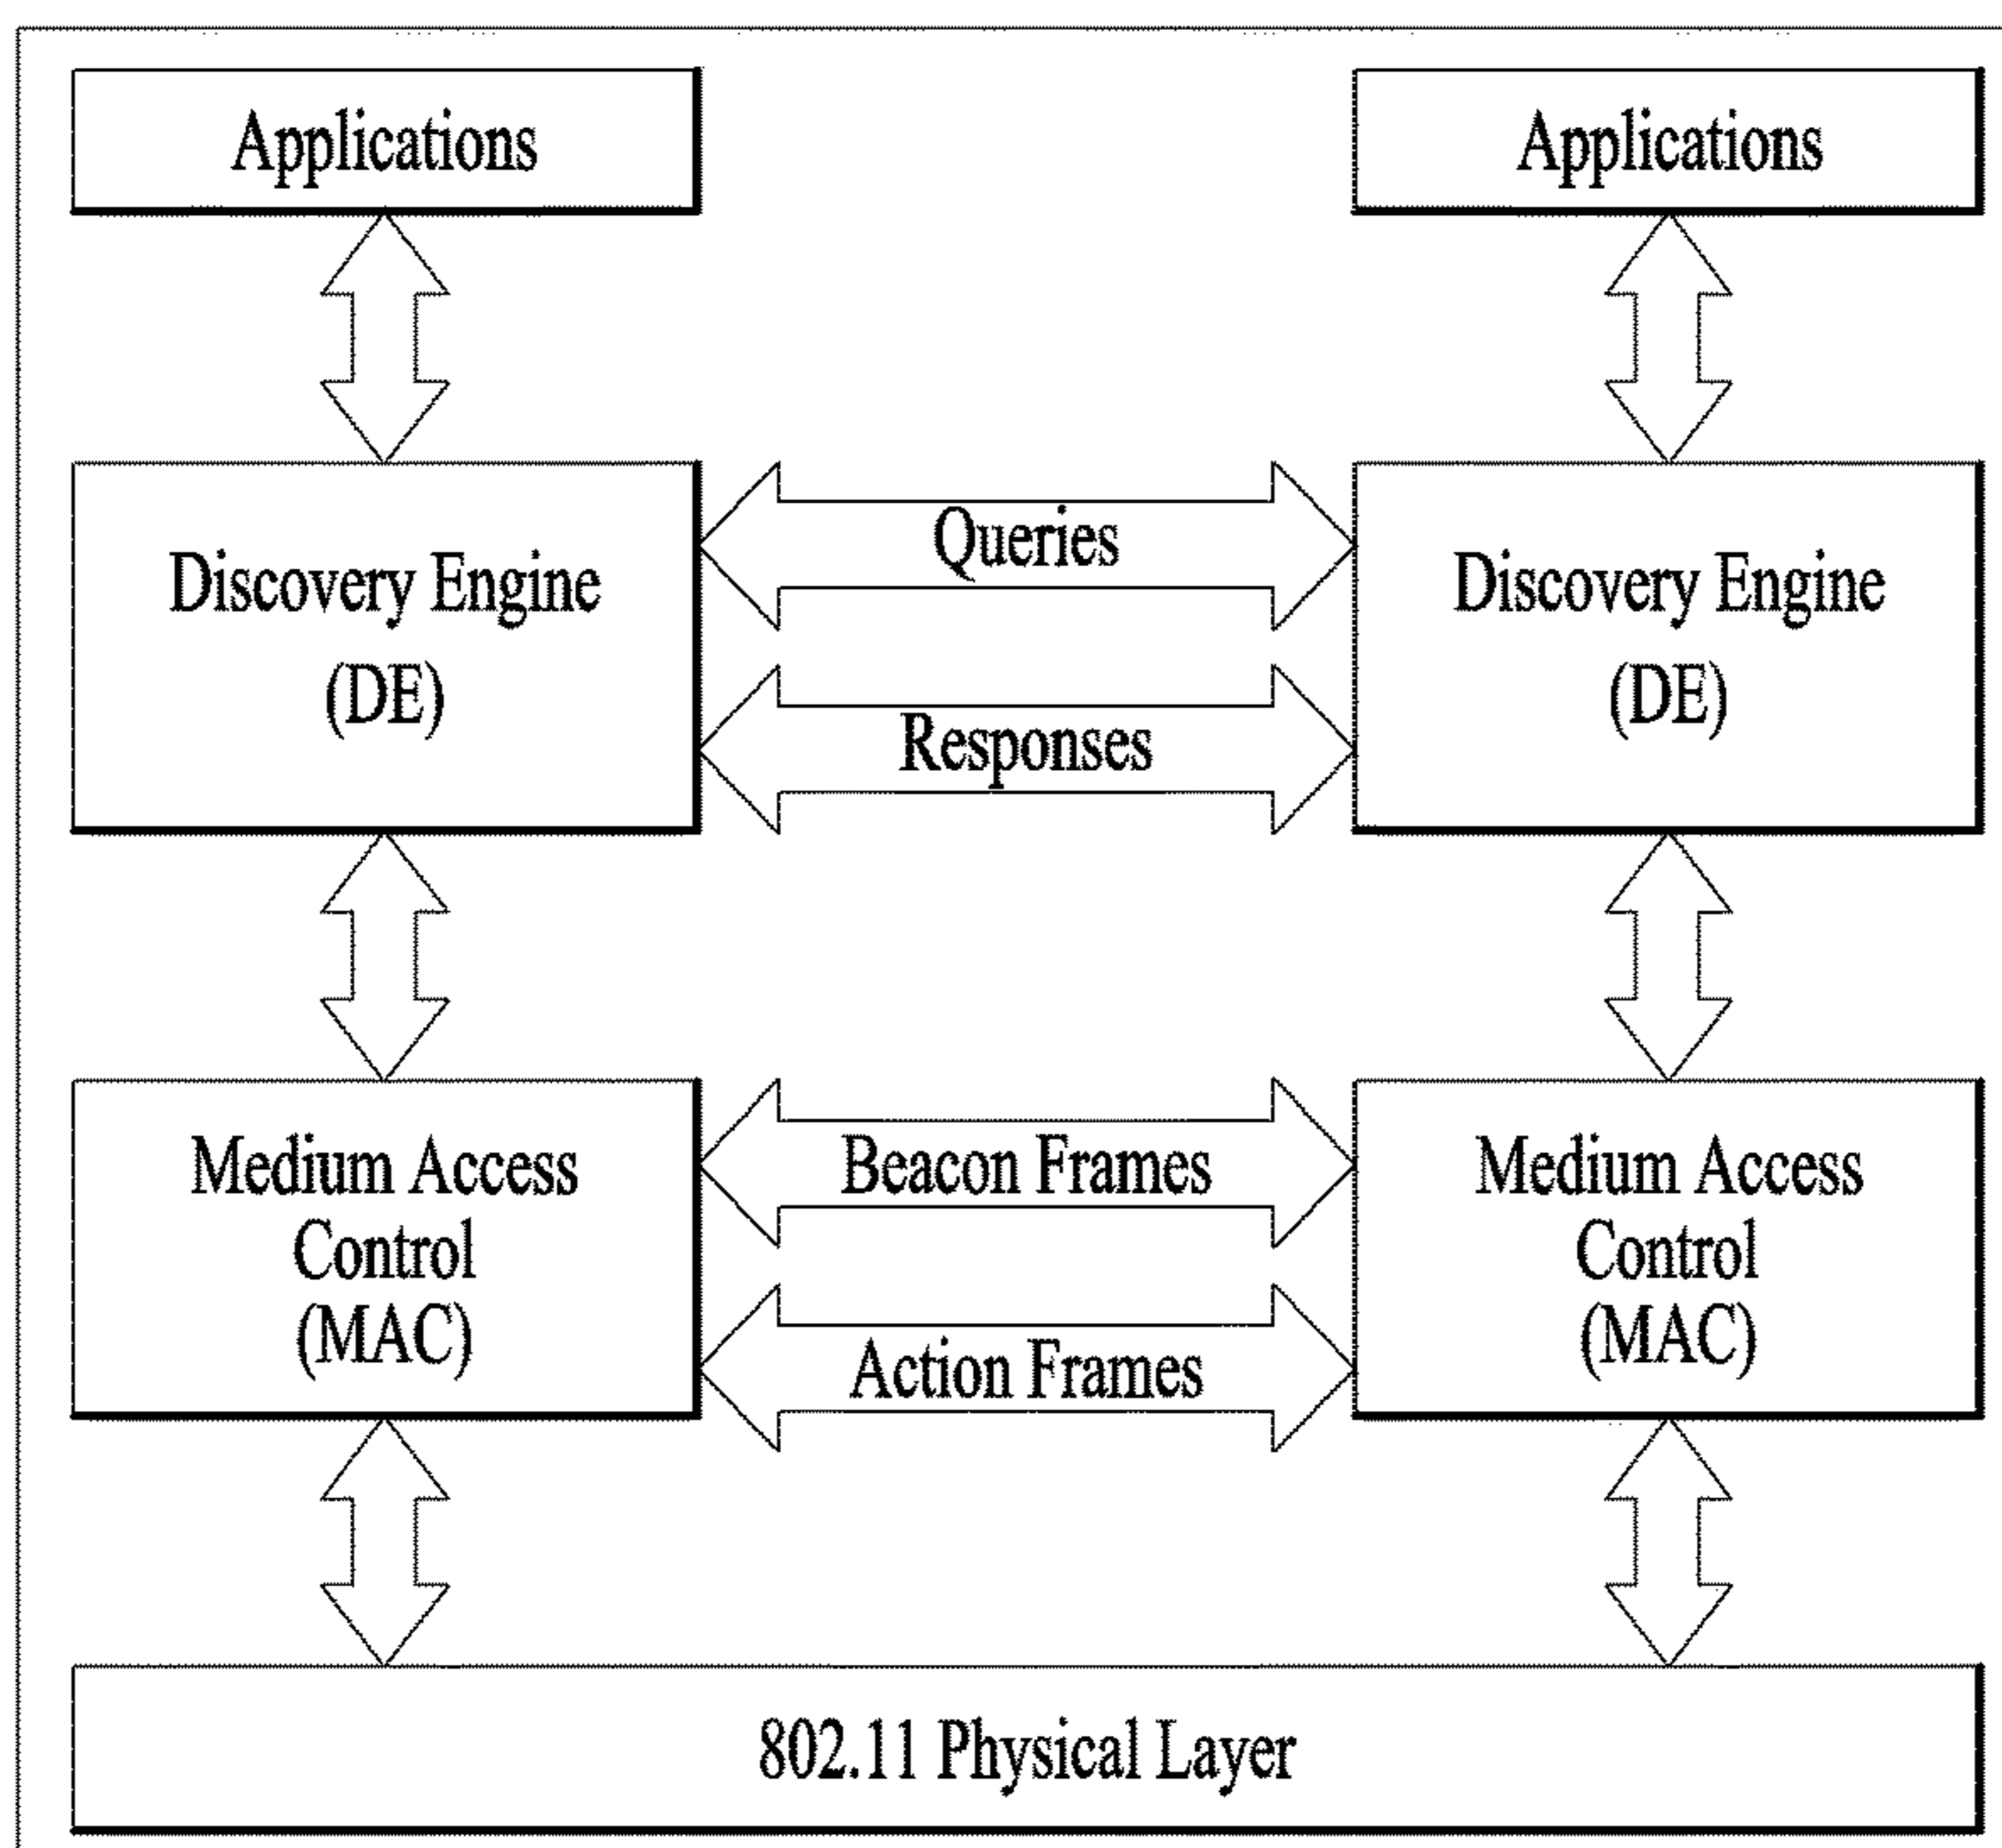 Applications
Applications
Discovery Engine
(DE)
Queries
Responses
Discovery Engine
(DE)
Medium Access
Control
(MAC)
Beacon Frames
Action Frames
Medium Access
Control
(MAC)
802.11 Physical Layer